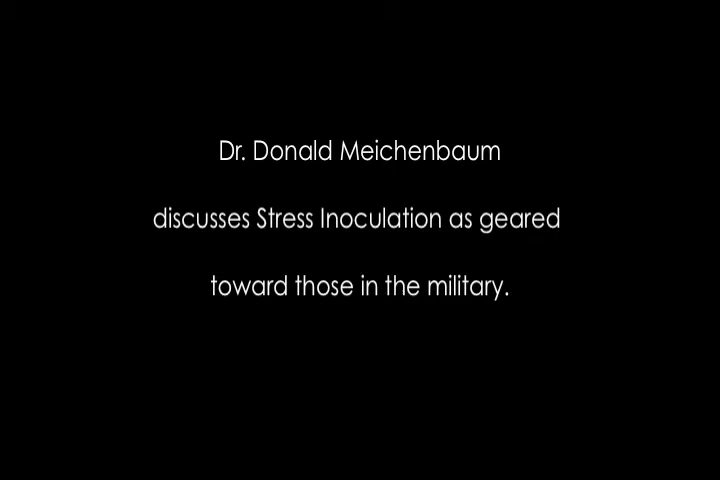 Dr. Donald Meichenbaum
discusses Stress Inoculation as geared
toward those in the military.